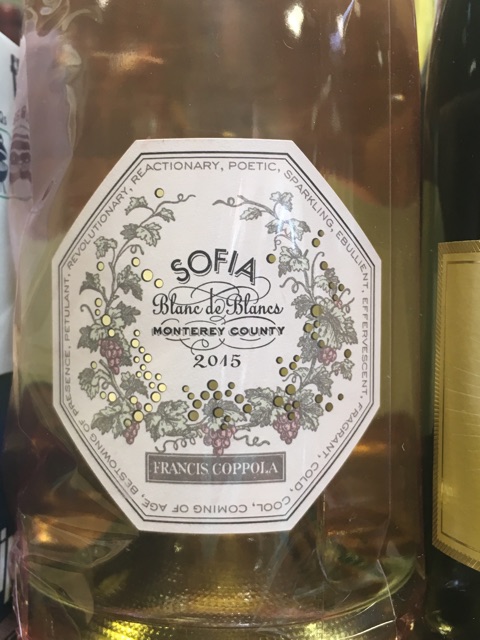 REVOLUTIONARY, REACTIONARY, POETIC, SPARKLING, EBULLIENT, EFFERVESCENT, FRAGRANT, COLD, COOL, COMING OF AGE, BESTOWING OF PRESENCE, PETULANT,
SOFIA
Blanc de Blancs
MONTEREY COUNTY
2015
FRANCIS COPPOLA